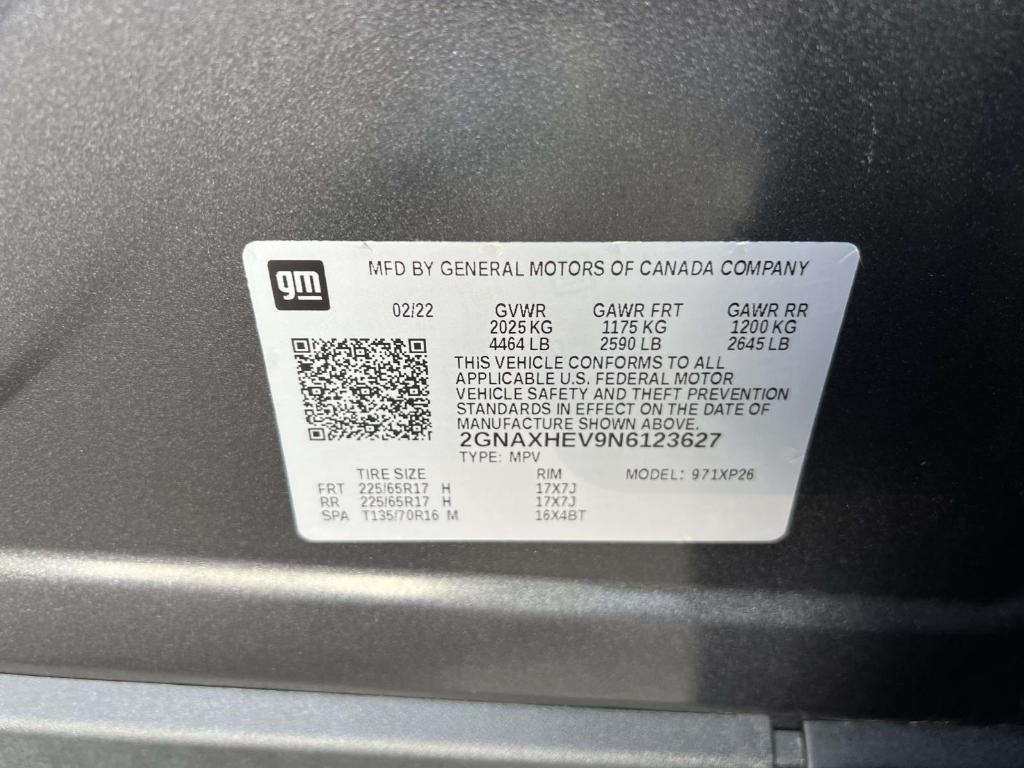 gm
MFD BY GENERAL MOTORS OF CANADA COMPANY
02/22 GVWR GAWR FRT GAWR RR
2025 KG 1175 KG 1200 KG
4464 LB 2590 LB 2645 LB
THIS VEHICLE CONFORMS TO ALL
APPLICABLE U.S. FEDERAL MOTOR
VEHICLE SAFETY AND THEFT PREVENTION
STANDARDS IN EFFECT ON THE DATE OF
MANUFACTURE SHOWN ABOVE.
2GNAXHEV9N6123627
TYPE: MPV
TIRE SIZE RIM MODEL: 971XP26
FRT 225/65R17 H 17X7J
RR 225/65R17 H 17X7J
SPA T135/70R16 M 16X4BT